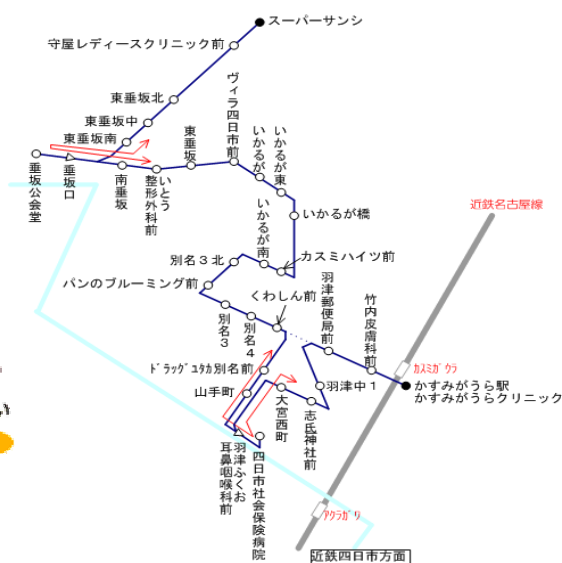 スーパーサンシ
守屋レディースクリニック前
東垂坂北
東垂坂中
東垂坂南
垂坂公会堂
垂坂口
南垂坂
いとう
整形外科前
東垂坂
ヴィラ四日市前
いかるが
いかるが東
いかるが橋
カスミハイツ前
いかるが南
別名3北
パンのブルーミング前
別名3
別名4
くわしん前
ドラッグユタカ別名前
山手町
羽津ふくお
耳鼻咽喉科前
四日市社会保険病院
大宮西町
志氐神社前
羽津中1
羽津郵便局前
竹内皮膚科前
かすみがうら駅
かすみがうらクリニック
近鉄名古屋線
カスミガウラ
アクラガワ
近鉄四日市方面